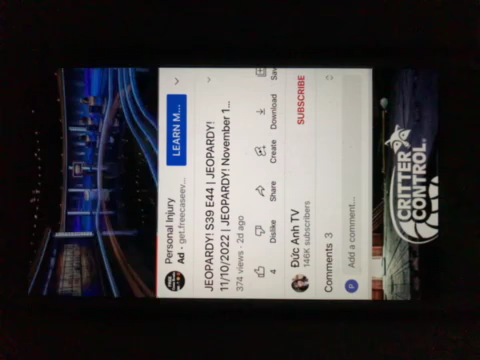 Personal Injury
Ad · get.freecaseev...
LEARN M...
JEOPARDY! S39 E44 | JEOPARDY!
11/10/2022 | JEOPARDY! November 1...
374 views · 2d ago
4
Dislike
Share
Create
Download
Sav
Đức Anh TV
146K subscribers
SUBSCRIBE
Comments 3
P
Add a comment...
CRITTER
CONTROL